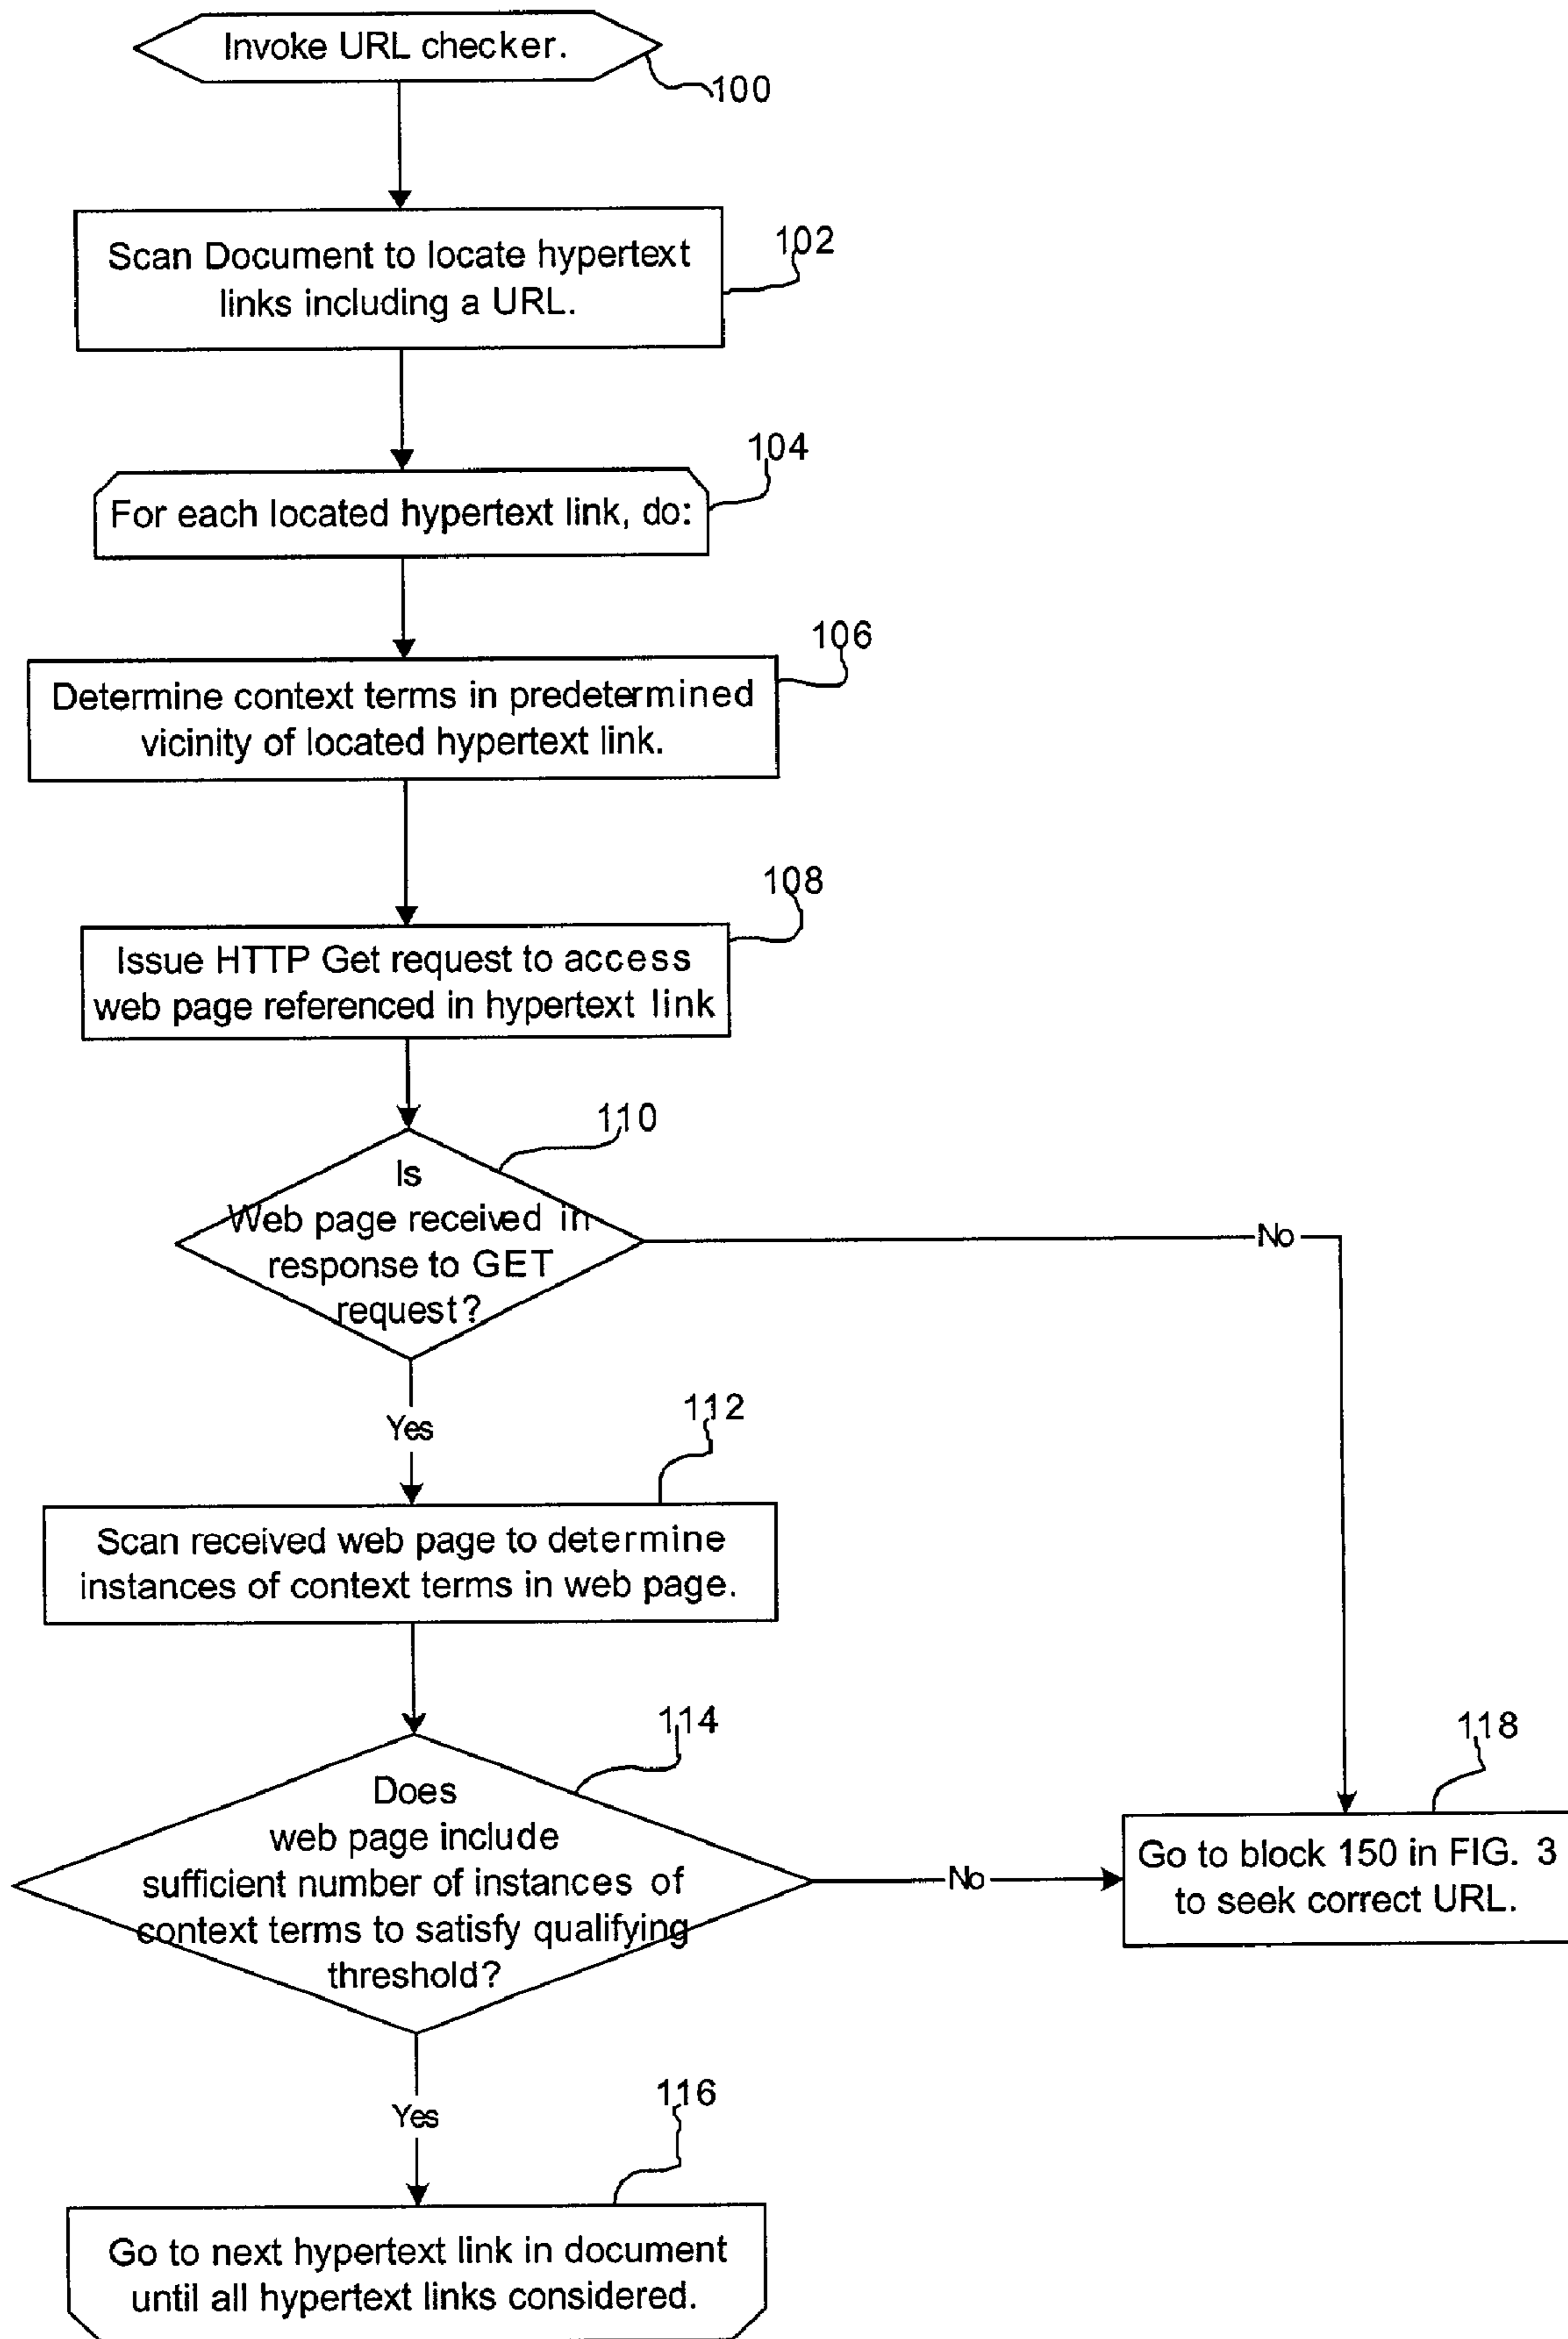 Invoke URL checker.
100
Scan Document to locate hypertext
links including a URL.
102
For each located hypertext link, do:
104
Determine context terms in predetermined
vicinity of located hypertext link.
106
Issue HTTP Get request to access
web page referenced in hypertext link
108
Is
Web page received in
response to GET
request?
110
No
Yes
Scan received web page to determine
instances of context terms in web page.
112
Does
web page include
sufficient number of instances of
context terms to satisfy qualifying
threshold?
114
No
Go to block 150 in FIG. 3
to seek correct URL.
118
Yes
Go to next hypertext link in document
until all hypertext links considered.
116